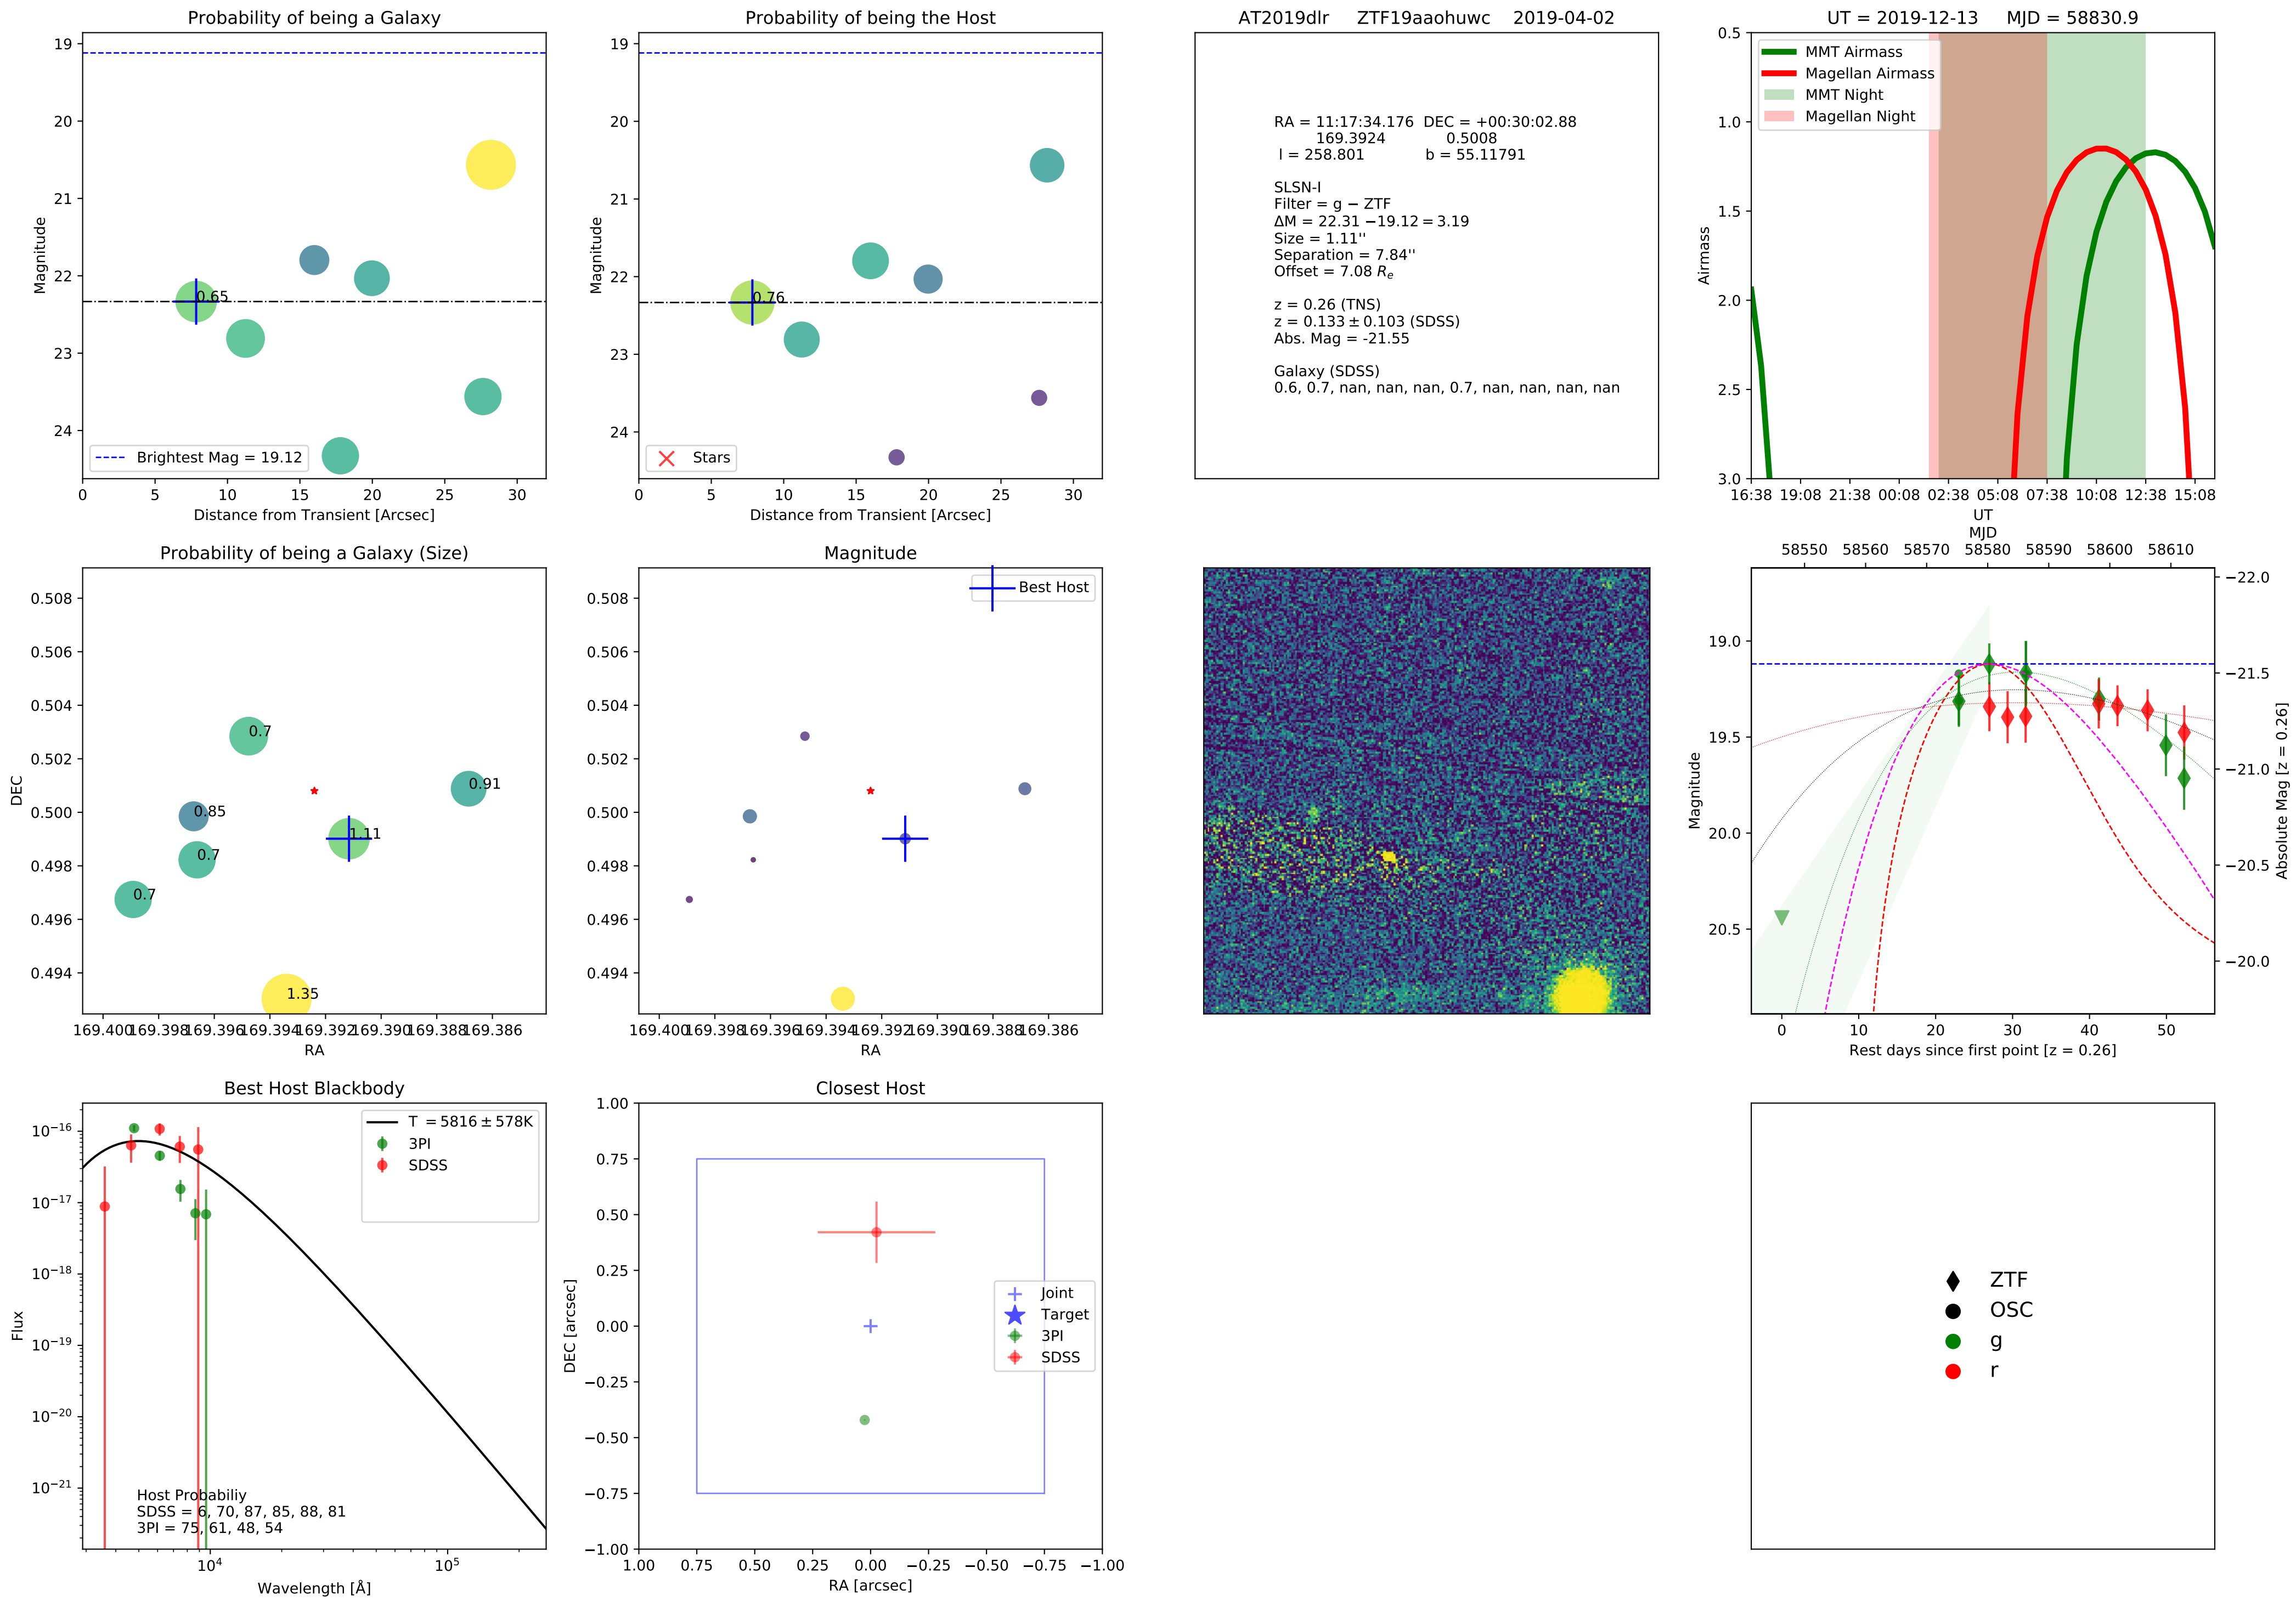 Probability of being a Galaxy
19
20
21
22
23
24
Magnitude
0.65
Brightest Mag = 19.12
0
5
10
15
20
25
30
Distance from Transient [Arcsec]
Probability of being the Host
19
20
21
22
23
24
Magnitude
0.76
Stars
0
5
10
15
20
25
30
Distance from Transient [Arcsec]
AT2019dlr ZTF19aaohuwc 2019-04-02
RA = 11:17:34.176 DEC = +00:30:02.88
169.3924 0.5008
l = 258.801 b = 55.11791
SLSN-I
Filter = g − ZTF
ΔM = 22.31 −19.12 = 3.19
Size = 1.11''
Separation = 7.84''
Offset = 7.08 Re
z = 0.26 (TNS)
z = 0.133 ± 0.103 (SDSS)
Abs. Mag = -21.55
Galaxy (SDSS)
0.6, 0.7, nan, nan, nan, 0.7, nan, nan, nan, nan
UT = 2019-12-13 MJD = 58830.9
MMT Airmass
Magellan Airmass
MMT Night
Magellan Night
0.5
1.0
1.5
2.0
2.5
3.0
Airmass
16:38
19:08
21:38
00:08
02:38
05:08
07:38
10:08
12:38
15:08
UT
Probability of being a Galaxy (Size)
0.508
0.506
0.504
0.502
0.500
0.498
0.496
0.494
DEC
0.7
0.91
0.85
1.11
0.7
0.7
1.35
169.400
169.398
169.396
169.394
169.392
169.390
169.388
169.386
RA
Magnitude
Best Host
0.508
0.506
0.504
0.502
0.500
0.498
0.496
0.494
169.400
169.398
169.396
169.394
169.392
169.390
169.388
169.386
RA
MJD
58550
58560
58570
58580
58590
58600
58610
19.0
19.5
20.0
20.5
Magnitude
−22.0
−21.5
−21.0
−20.5
−20.0
Absolute Mag [z = 0.26]
0
10
20
30
40
50
Rest days since first point [z = 0.26]
Best Host Blackbody
T = 5816 ± 578K
3PI
SDSS
10−16
10−17
10−18
10−19
10−20
10−21
Flux
Host Probabiliy
SDSS = 6, 70, 87, 85, 88, 81
3PI = 75, 61, 48, 54
104
105
Wavelength [Å]
Closest Host
1.00
0.75
0.50
0.25
0.00
−0.25
−0.50
−0.75
−1.00
DEC [arcsec]
Joint
Target
3PI
SDSS
1.00
0.75
0.50
0.25
0.00
−0.25
−0.50
−0.75
−1.00
RA [arcsec]
ZTF
OSC
g
r